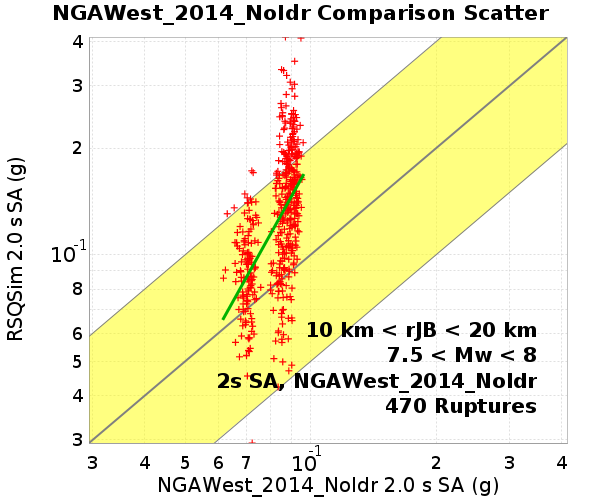 NGAWest_2014_NoIdr Comparison Scatter
RSQSim 2.0 s SA (g)
4
3
2
10-1
8
7
6
5
4
3
10 km < rJB < 20 km
7.5 < Mw < 8
2s SA, NGAWest_2014_NoIdr
470 Ruptures
3 4 5 6 7 10-1 2 3 4
NGAWest_2014_NoIdr 2.0 s SA (g)